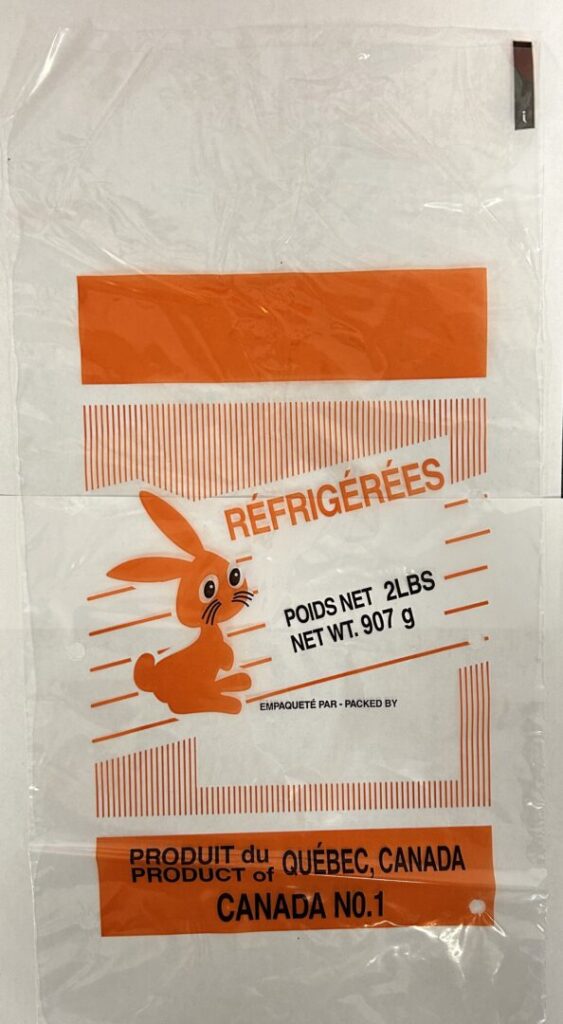 RÉFRIGÉRÉES
POIDS NET 2LBS
NET WT. 907 g
EMPAQUETÉ PAR - PACKED BY
PRODUIT du
PRODUCT of QUÉBEC, CANADA
CANADA NO.1